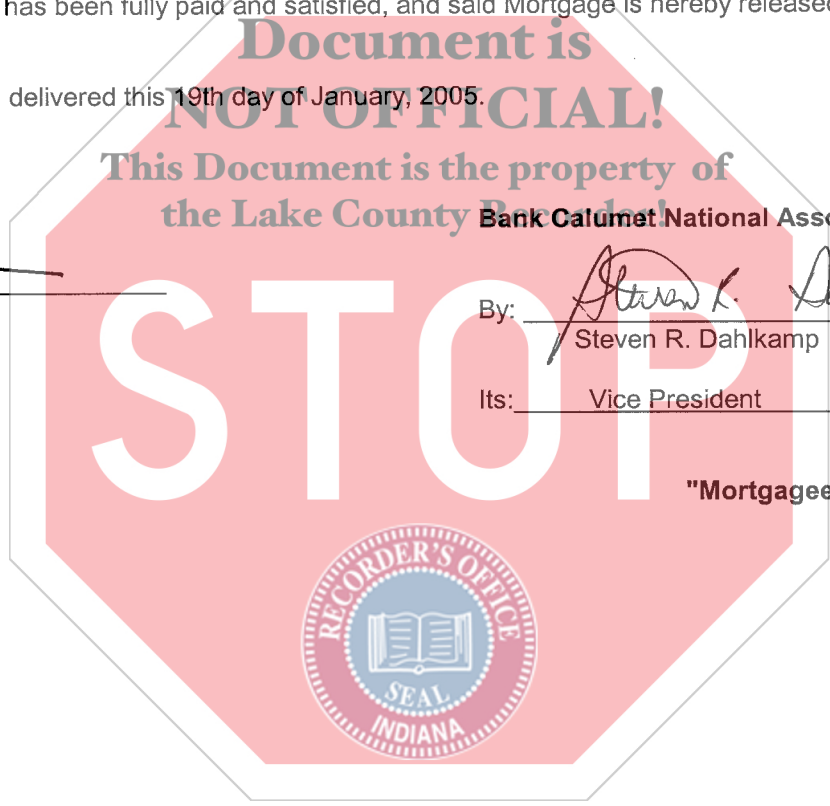 has been fully paid and satisfied, and said Mortgage is hereby released
Document is
delivered this 19th day of January, 2005.
NOT OFFICIAL!
This Document is the property of
the Lake County Recorder!
Bank Calumet National Asso
STOP
By: Steven R.
Steven R. Dahlkamp
Its: Vice President
"Mortgagee
RECORDER'S OFFICE
SEAL
INDIANA